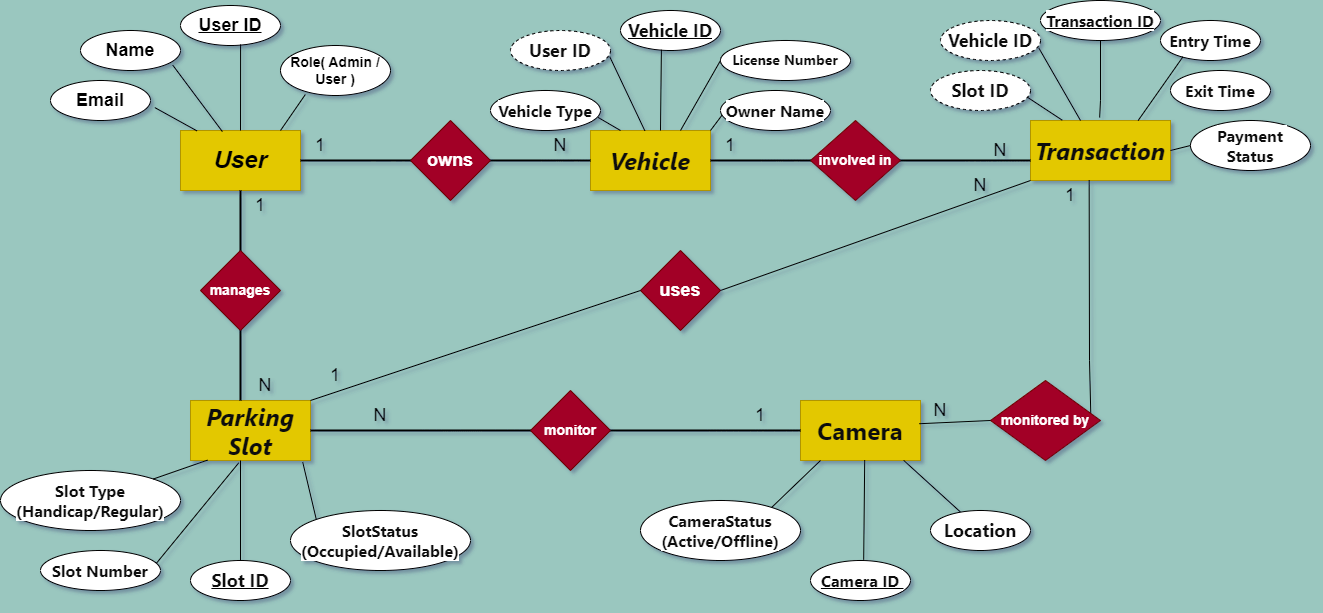 User ID
Name
Role( Admin /
User )
Email
User
1
owns
N
User ID
Vehicle ID
License Number
Vehicle Type
Owner Name
Vehicle
1
involved in
N
Vehicle ID
Transaction ID
Entry Time
Slot ID
Exit Time
Payment
Status
Transaction
N
1
1
manages
N
uses
1
Parking
Slot
N
monitor
1
Camera
N
monitored by
Slot Type
(Handicap/Regular)
Slot Number
Slot ID
SlotStatus
(Occupied/Available)
CameraStatus
(Active/Offline)
Camera ID
Location